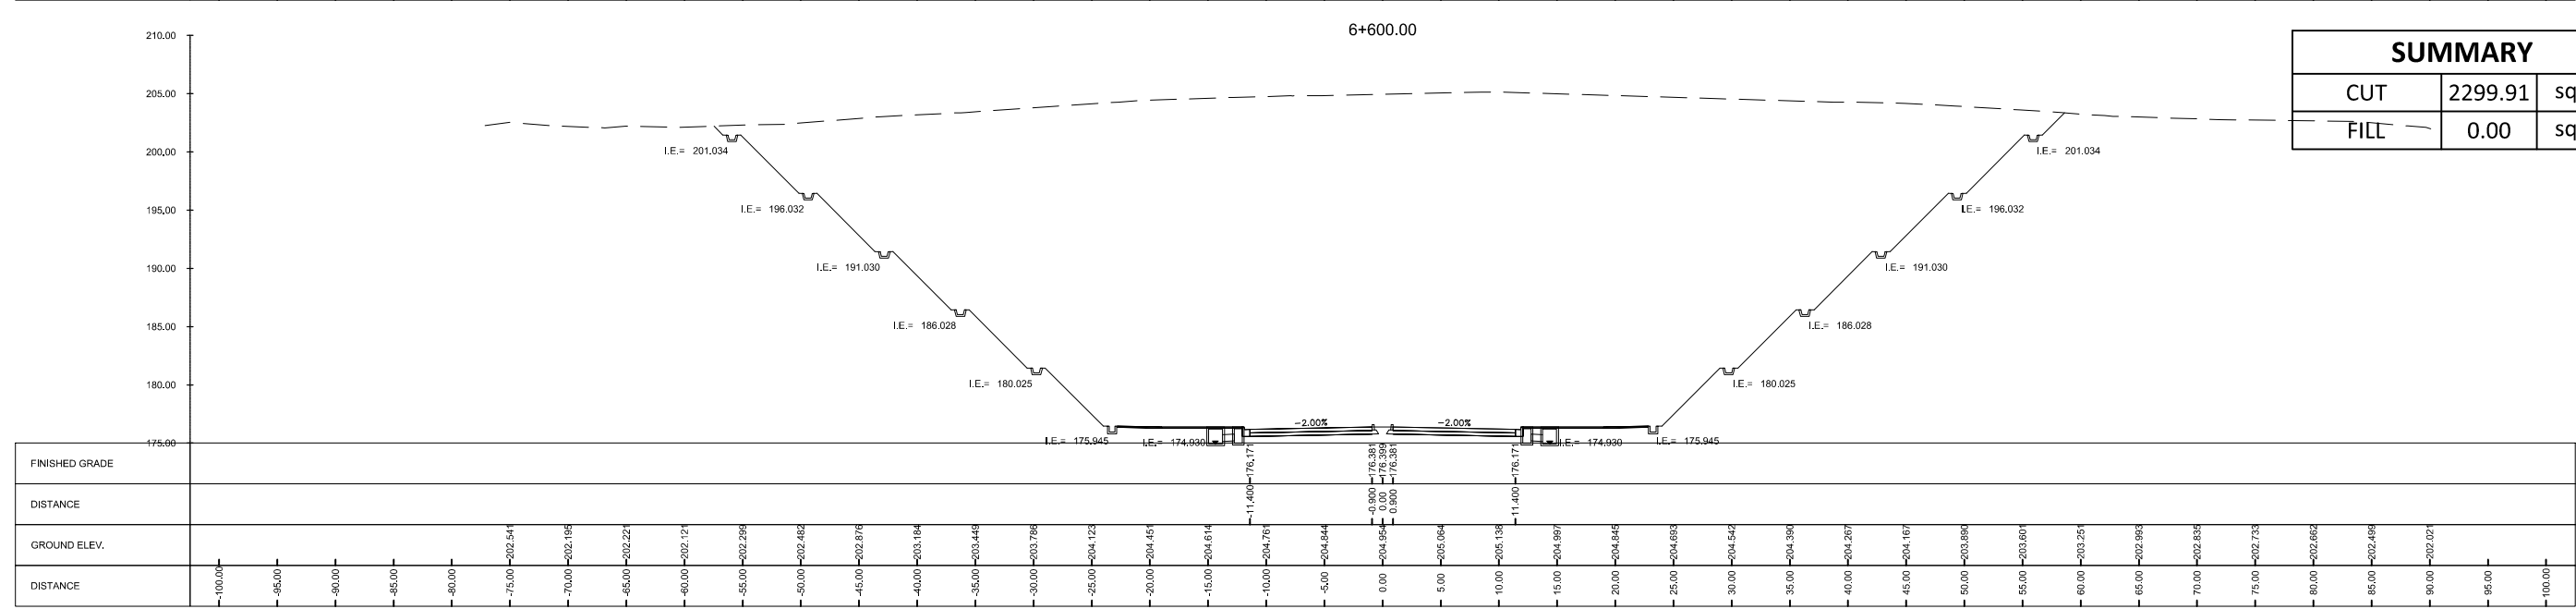 6+600.00
SUMMARY
CUT 2299.91 sq
FILL 0.00 sq
210.00
205.00
200.00
195.00
190.00
185.00
180.00
175.00
I.E.= 201.034
I.E.= 201.034
I.E.= 196.032
I.E.= 196.032
I.E.= 191.030
I.E.= 191.030
I.E.= 186.028
I.E.= 186.028
I.E.= 180.025
I.E.= 180.025
-2.00% -2.00%
I.E.= 175.945
I.E.= 174.930
I.E.= 174.930
I.E.= 175.945
FINISHED GRADE 176.171 176.381 176.399 176.381 176.171
DISTANCE -11.400 -0.900 0.00 0.900 11.400
GROUND ELEV. 202.541 202.195 202.221 202.121 202.299 202.482 202.876 203.184 203.449 203.786 204.123 204.451 204.614 204.761 204.844 204.954 205.064 205.138 204.997 204.845 204.693 204.542 204.390 204.267 204.167 203.890 203.601 203.251 202.993 202.835 202.733 202.662 202.499 202.021
DISTANCE -100.00 -95.00 -90.00 -85.00 -80.00 -75.00 -70.00 -65.00 -60.00 -55.00 -50.00 -45.00 -40.00 -35.00 -30.00 -25.00 -20.00 -15.00 -10.00 -5.00 0.00 5.00 10.00 15.00 20.00 25.00 30.00 35.00 40.00 45.00 50.00 55.00 60.00 65.00 70.00 75.00 80.00 85.00 90.00 95.00 100.00